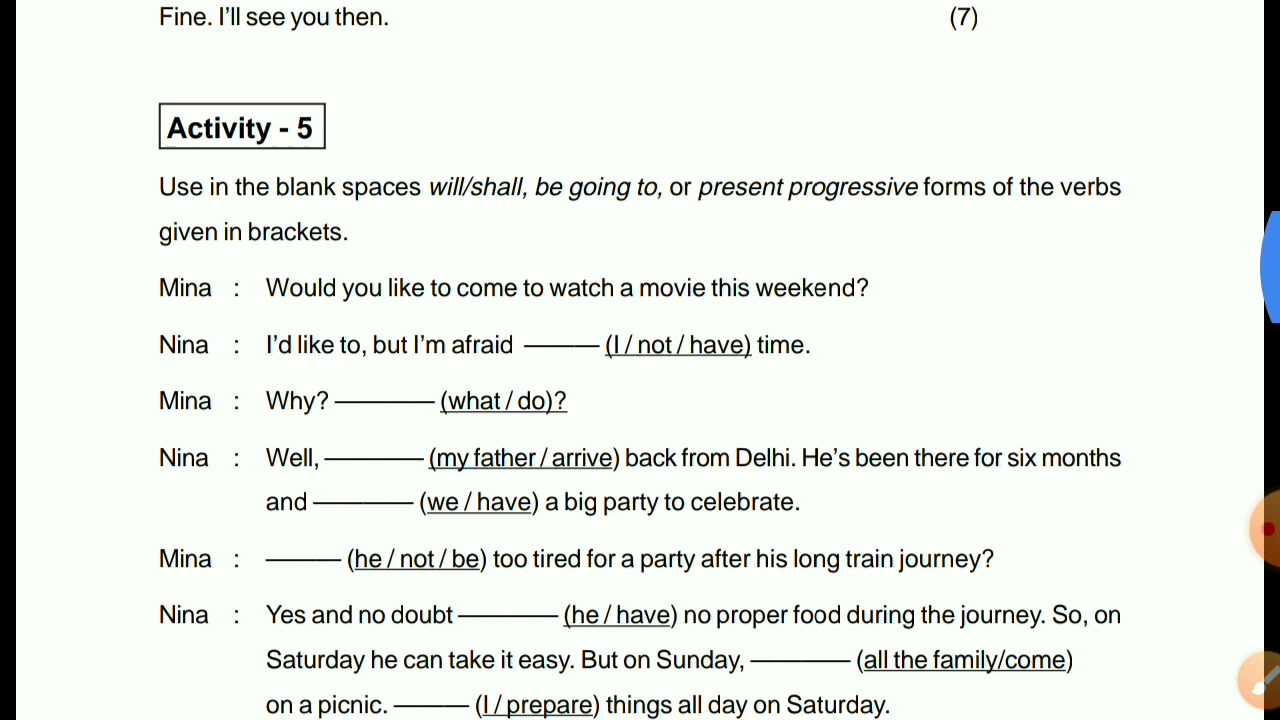 Fine. I’ll see you then. (7)
Activity - 5
Use in the blank spaces will/shall, be going to, or present progressive forms of the verbs
given in brackets.
Mina : Would you like to come to watch a movie this weekend?
Nina : I’d like to, but I’m afraid ——— (I / not / have) time.
Mina : Why? ———— (what / do)?
Nina : Well, ———— (my father / arrive) back from Delhi. He’s been there for six months
and ———— (we / have) a big party to celebrate.
Mina : ——— (he / not / be) too tired for a party after his long train journey?
Nina : Yes and no doubt ———— (he / have) no proper food during the journey. So, on
Saturday he can take it easy. But on Sunday, ———— (all the family/come)
on a picnic. ——— (I / prepare) things all day on Saturday.